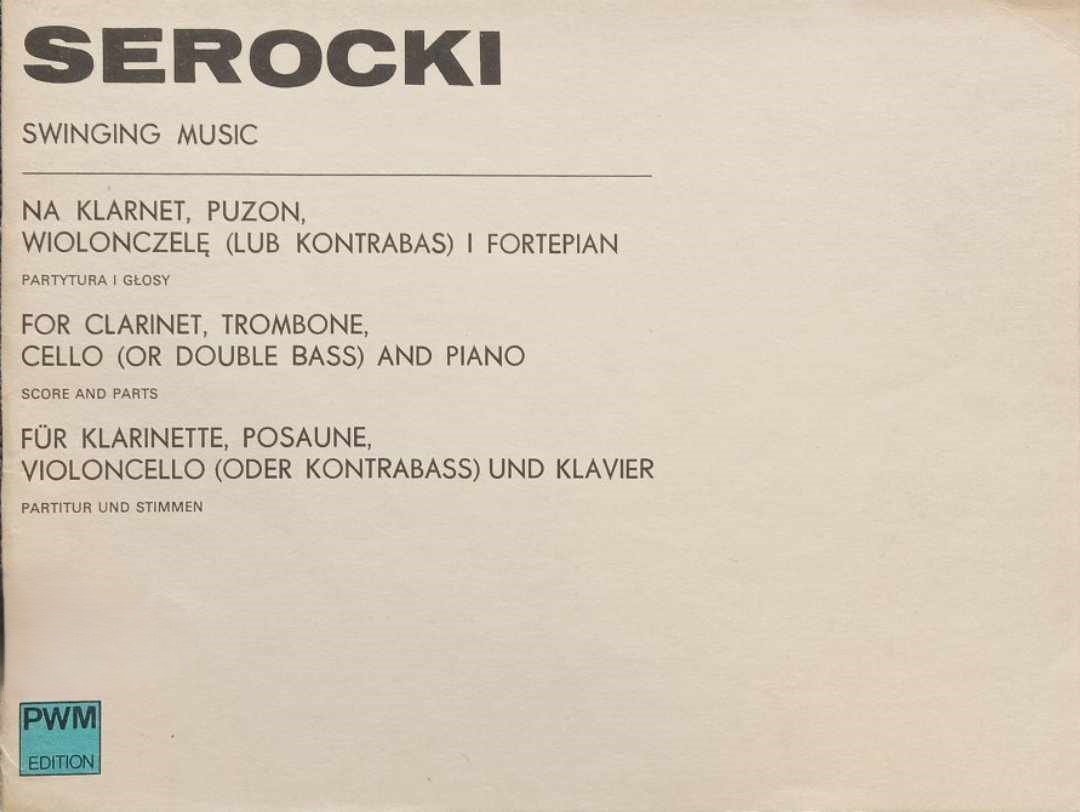 SEROCKI
SWINGING MUSIC
NA KLARNET, PUZON,
WIOLONCZELĘ (LUB KONTRABAS) I FORTEPIAN
PARTYTURA I GŁOSY
FOR CLARINET, TROMBONE,
CELLO (OR DOUBLE BASS) AND PIANO
SCORE AND PARTS
FÜR KLARINETTE, POSAUNE,
VIOLONCELLO (ODER KONTRABASS) UND KLAVIER
PARTITUR UND STIMMEN
PWM
EDITION